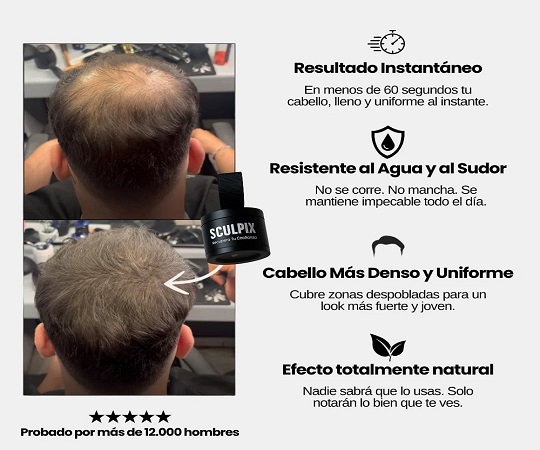 Resultado Instantáneo
En menos de 60 segundos tu
cabello, lleno y uniforme al instante.
Resistente al Agua y al Sudor
No se corre. No mancha. Se
mantiene impecable todo el día.
SCULPIX
Cabello Más Denso y Uniforme
Cubre zonas despobladas para un
look más fuerte y joven.
Efecto totalmente natural
Nadie sabrá que lo usas. Solo
notarán lo bien que te ves.
Probado por más de 12.000 hombres